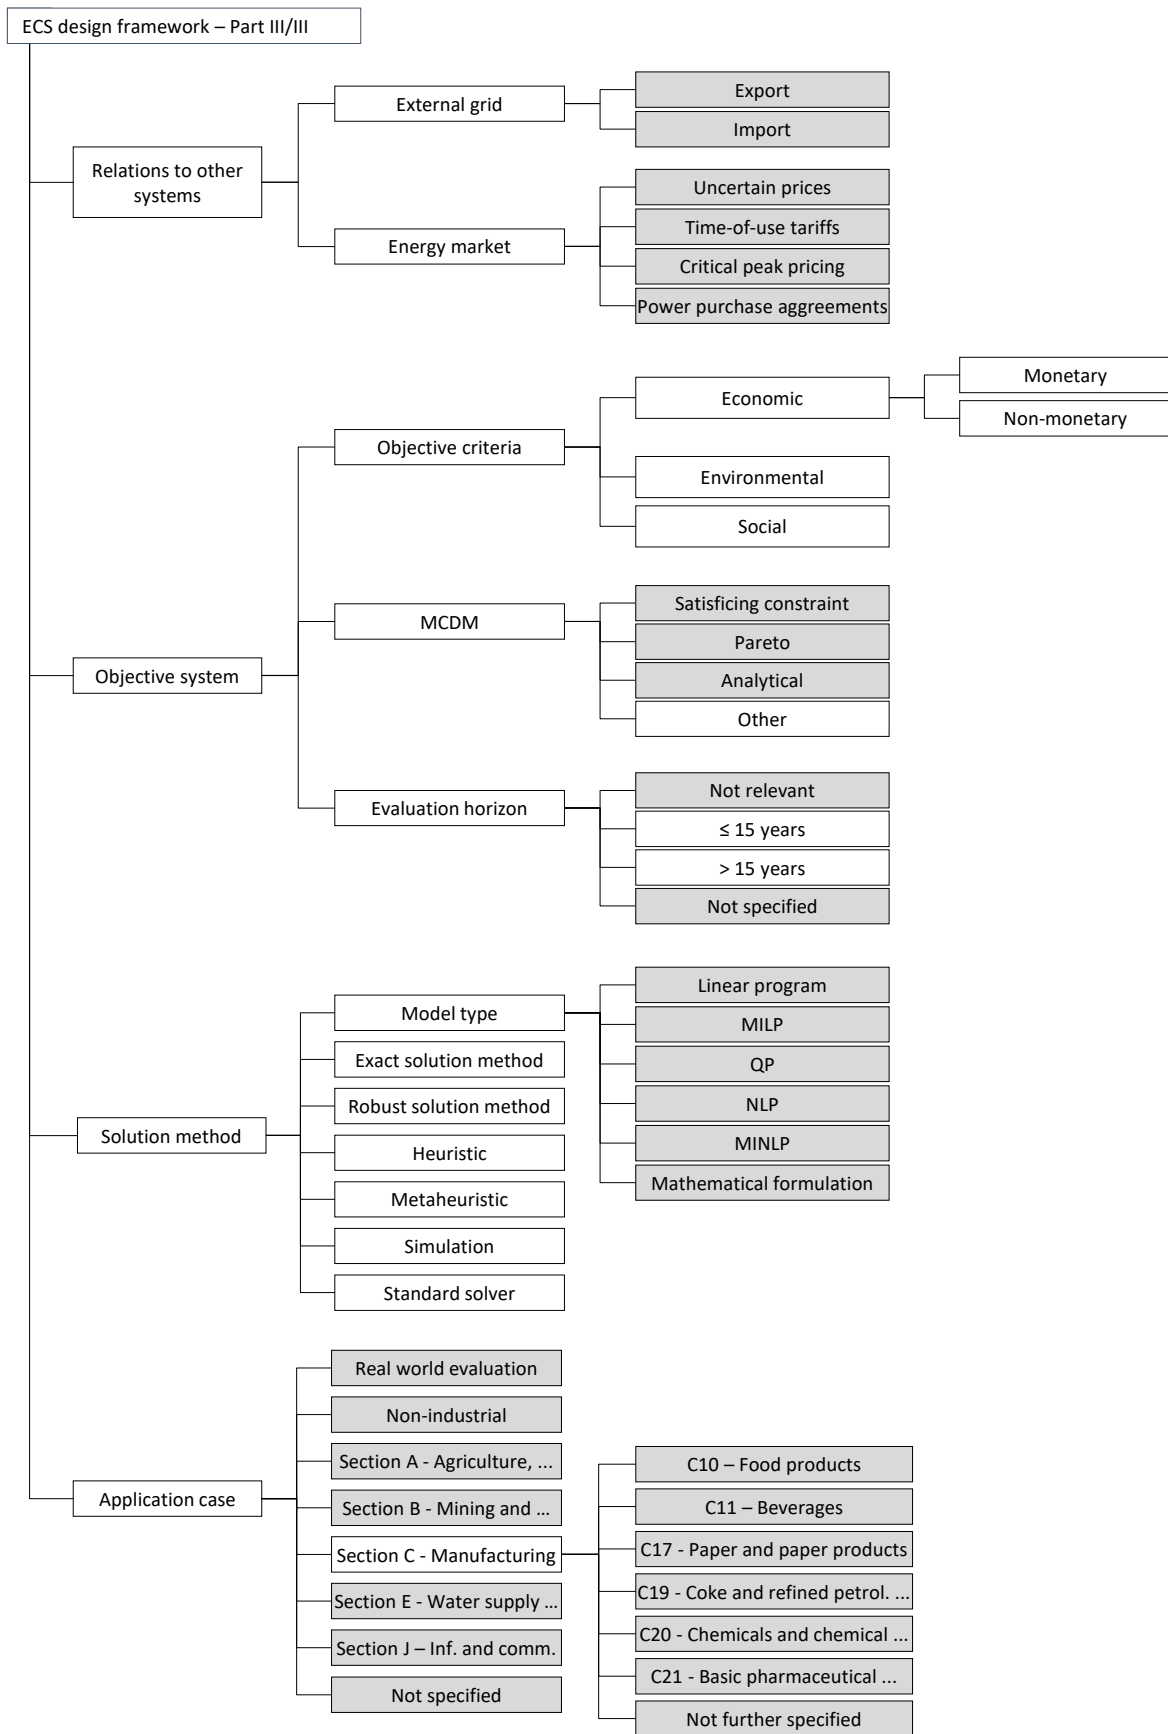 ECS design framework – Part III/III
Relations to other
systems
External grid
Export
Import
Energy market
Uncertain prices
Time-of-use tariffs
Critical peak pricing
Power purchase aggreements
Objective system
Objective criteria
Economic
Monetary
Non-monetary
Environmental
Social
MCDM
Satisficing constraint
Pareto
Analytical
Other
Evaluation horizon
Not relevant
≤ 15 years
> 15 years
Not specified
Solution method
Model type
Linear program
MILP
QP
NLP
MINLP
Mathematical formulation
Exact solution method
Robust solution method
Heuristic
Metaheuristic
Simulation
Standard solver
Application case
Real world evaluation
Non-industrial
Section A - Agriculture, ...
Section B - Mining and ...
Section C - Manufacturing
C10 – Food products
C11 – Beverages
C17 - Paper and paper products
C19 - Coke and refined petrol. ...
C20 - Chemicals and chemical ...
C21 - Basic pharmaceutical ...
Not further specified
Section E - Water supply ...
Section J – Inf. and comm.
Not specified